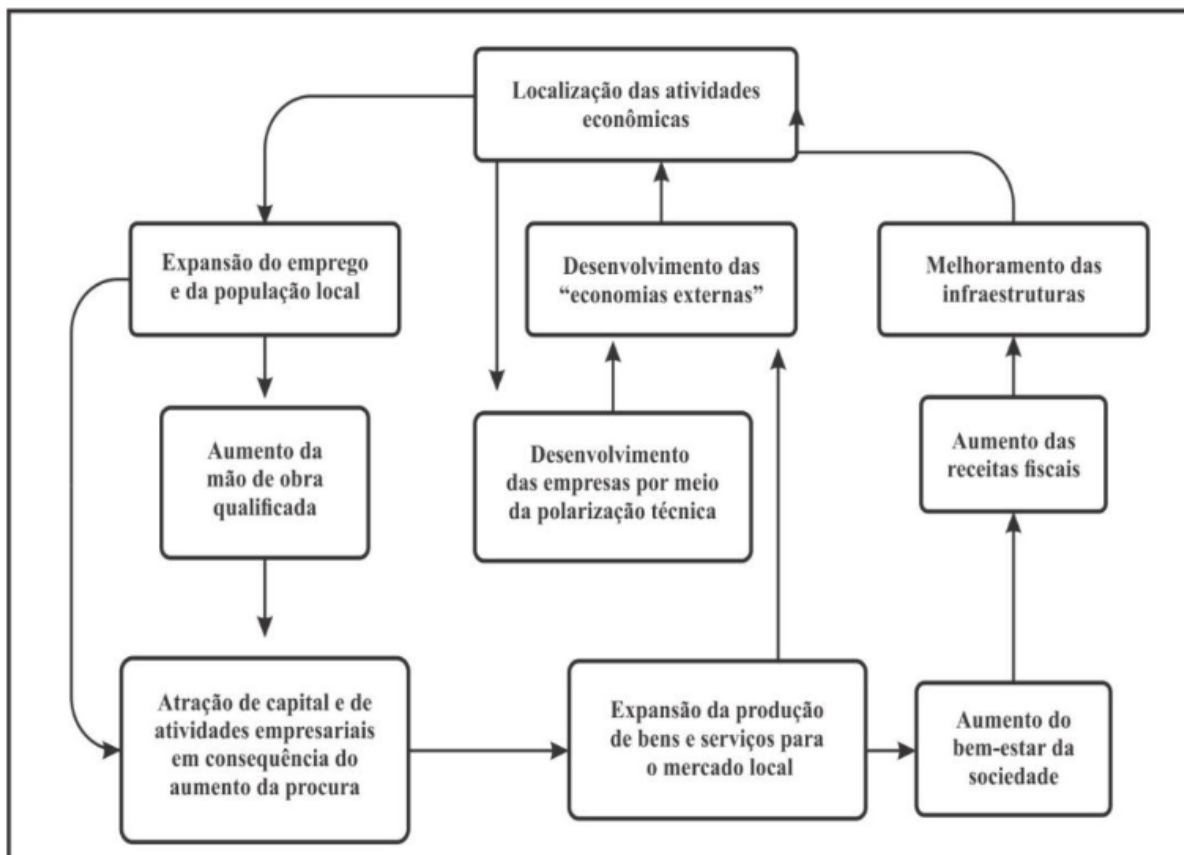 Localização das atividades
econômicas
Expansão do emprego
e da população local
Desenvolvimento das
“economias externas”
Melhoramento das
infraestruturas
Aumento da
mão de obra
qualificada
Desenvolvimento
das empresas por meio
da polarização técnica
Aumento das
receitas fiscais
Atração de capital e de
atividades empresariais
em consequência do
aumento da procura
Expansão da produção
de bens e serviços para
o mercado local
Aumento do
bem-estar da
sociedade